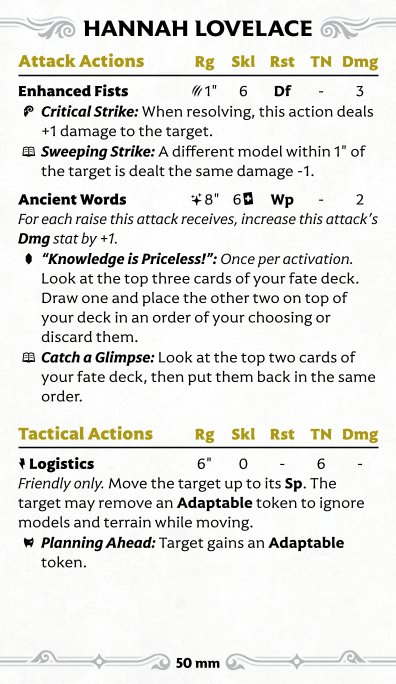 HANNAH LOVELACE
Attack Actions Rg Skl Rst TN Dmg
Enhanced Fists 1" 6 Df - 3
Critical Strike: When resolving, this action deals
+1 damage to the target.
Sweeping Strike: A different model within 1" of
the target is dealt the same damage -1.
Ancient Words 8" 6 Wp - 2
For each raise this attack receives, increase this attack's
Dmg stat by +1.
"Knowledge is Priceless!": Once per activation.
Look at the top three cards of your fate deck.
Draw one and place the other two on top of
your deck in an order of your choosing or
discard them.
Catch a Glimpse: Look at the top two cards of
your fate deck, then put them back in the same
order.
Tactical Actions Rg Skl Rst TN Dmg
Logistics 6" 0 - 6 -
Friendly only. Move the target up to its Sp. The
target may remove an Adaptable token to ignore
models and terrain while moving.
Planning Ahead: Target gains an Adaptable
token.
50 mm